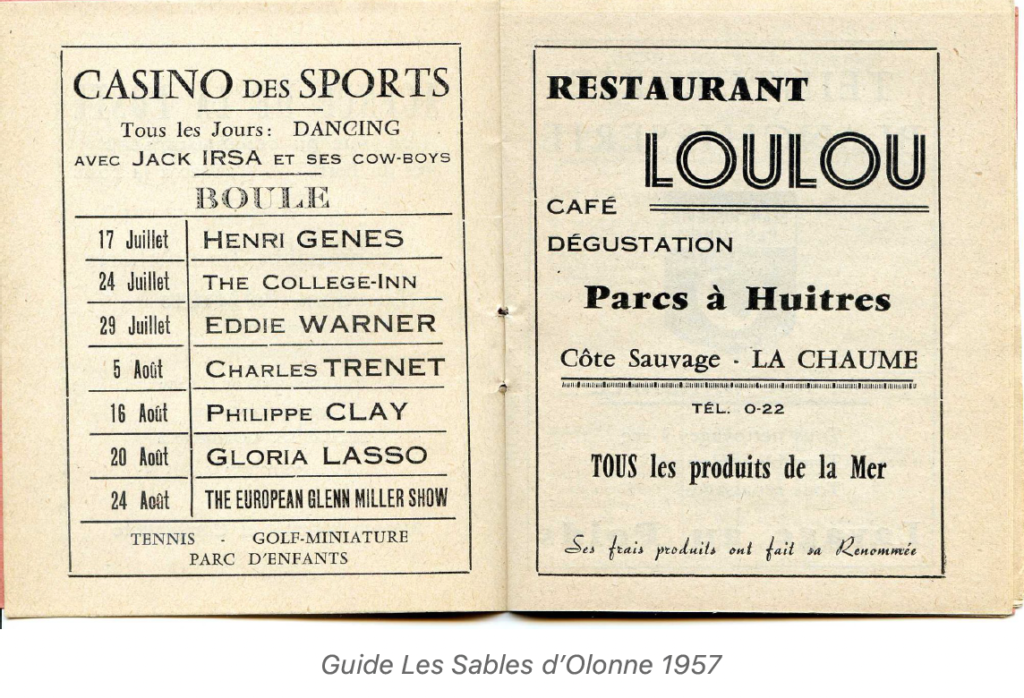 CASINO DES SPORTS
Tous les Jours: DANCING
AVEC JACK IRSA ET SES COW-BOYS
BOULE
17 Juillet HENRI GENES
24 Juillet THE COLLEGE-INN
29 Juillet EDDIE WARNER
5 Août CHARLES TRENET
16 Août PHILIPPE CLAY
20 Août GLORIA LASSO
24 Août THE EUROPEAN GLENN MILLER SHOW
TENNIS - GOLF-MINIATURE
PARC D'ENFANTS
RESTAURANT
LOULOU
CAFÉ
DÉGUSTATION
Parcs à Huitres
Côte Sauvage - LA CHAUME
TÉL. 0-22
TOUS les produits de la Mer
Ses frais produits ont fait sa Renommée
Guide Les Sables d’Olonne 1957